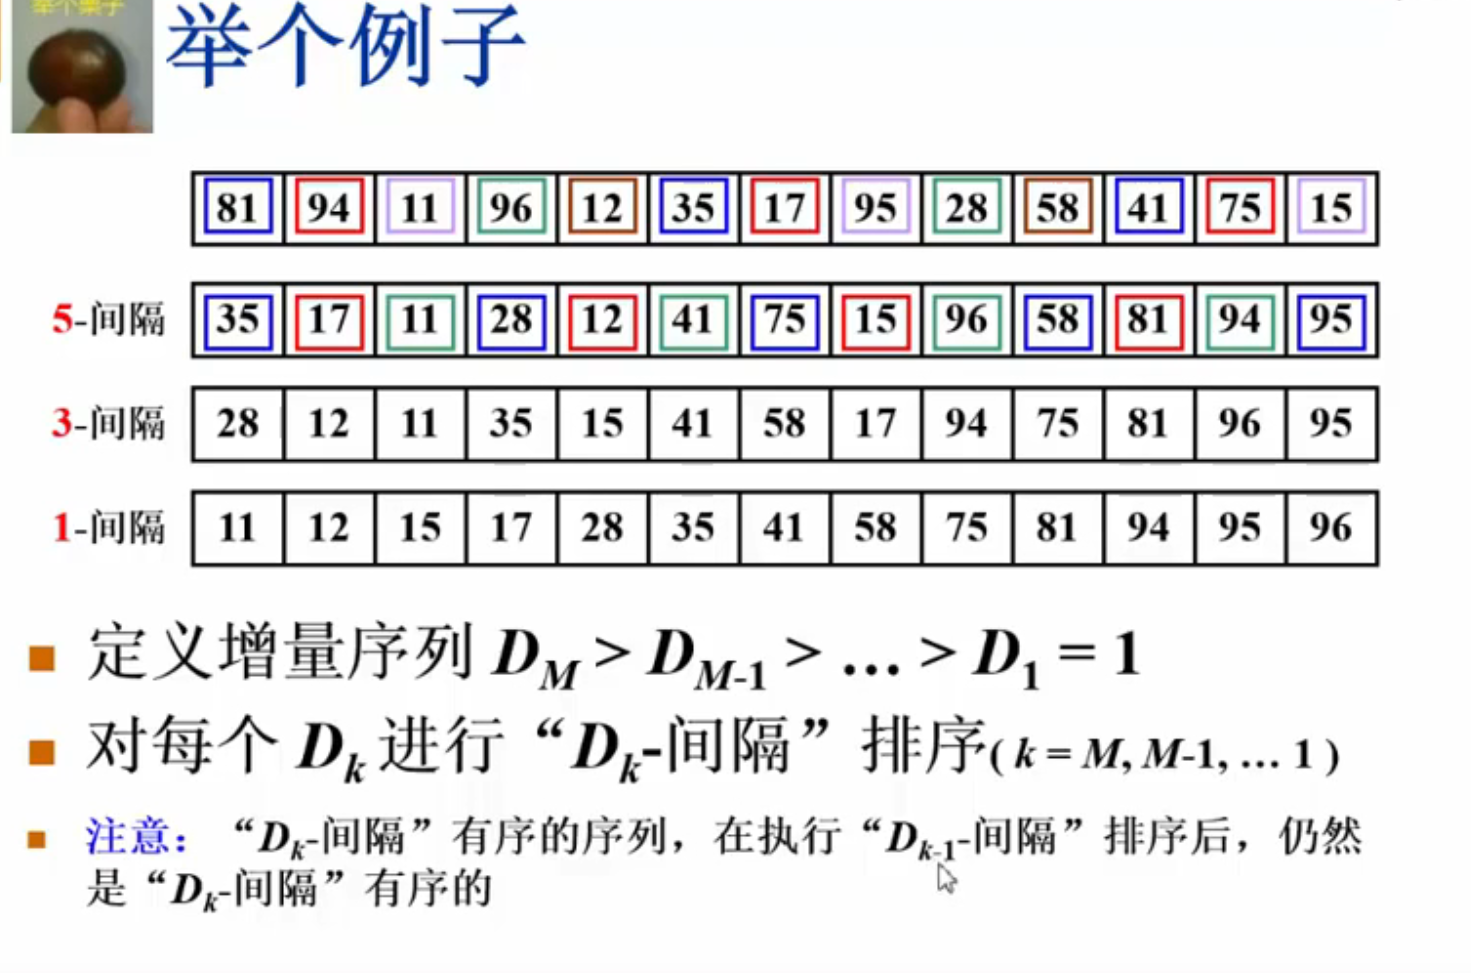 举个栗子
举个例子
81 94 11 96 12 35 17 95 28 58 41 75 15
5-间隔 35 17 11 28 12 41 75 15 96 58 81 94 95
3-间隔 28 12 11 35 15 41 58 17 94 75 81 96 95
1-间隔 11 12 15 17 28 35 41 58 75 81 94 95 96
定义增量序列 D_M > D_{M-1} > … > D_1 = 1
对每个 D_k 进行“D_k-间隔”排序( k = M, M-1, … 1 )
注意:“D_k-间隔”有序的序列，在执行“D_{k-1}-间隔”排序后，仍然
是“D_k-间隔”有序的